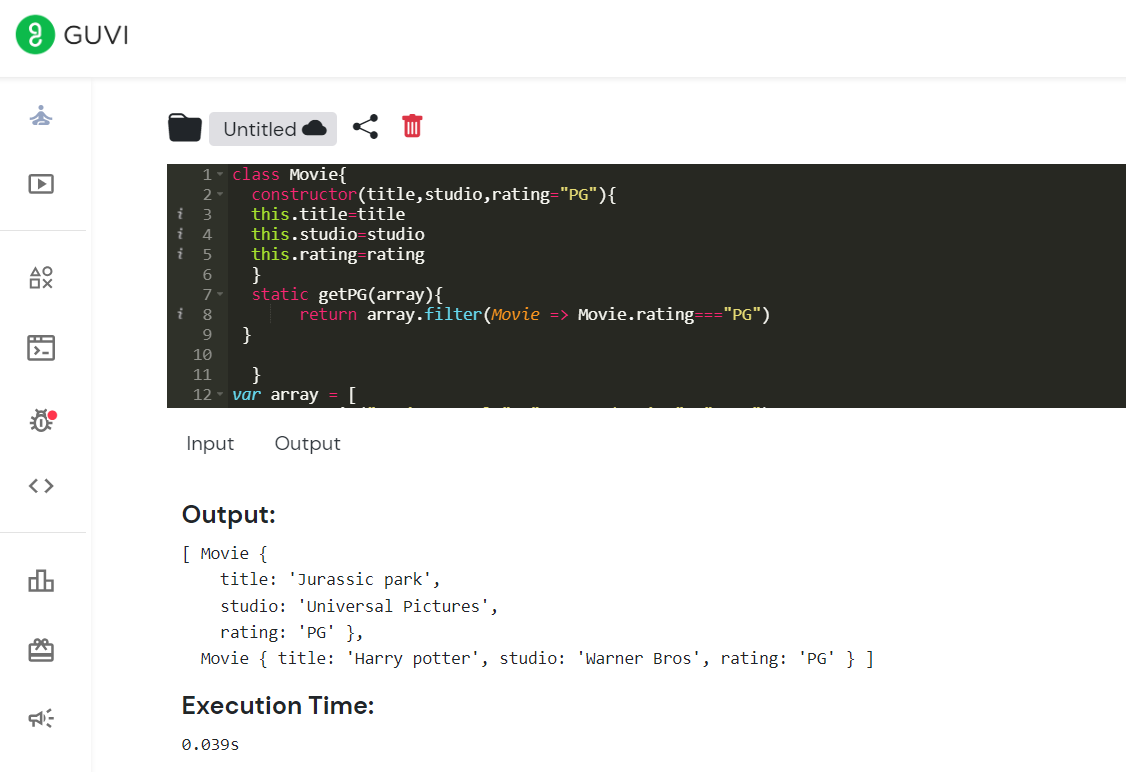 GUVI
Untitled
1 class Movie{
2 constructor(title,studio,rating="PG"){
3 this.title=title
4 this.studio=studio
5 this.rating=rating
6 }
7 static getPG(array){
8 return array.filter(Movie => Movie.rating==="PG")
9 }
10
11 }
12 var array = [
Input Output
Output:
[ Movie {
title: 'Jurassic park',
studio: 'Universal Pictures',
rating: 'PG' },
Movie { title: 'Harry potter', studio: 'Warner Bros', rating: 'PG' } ]
Execution Time:
0.039s